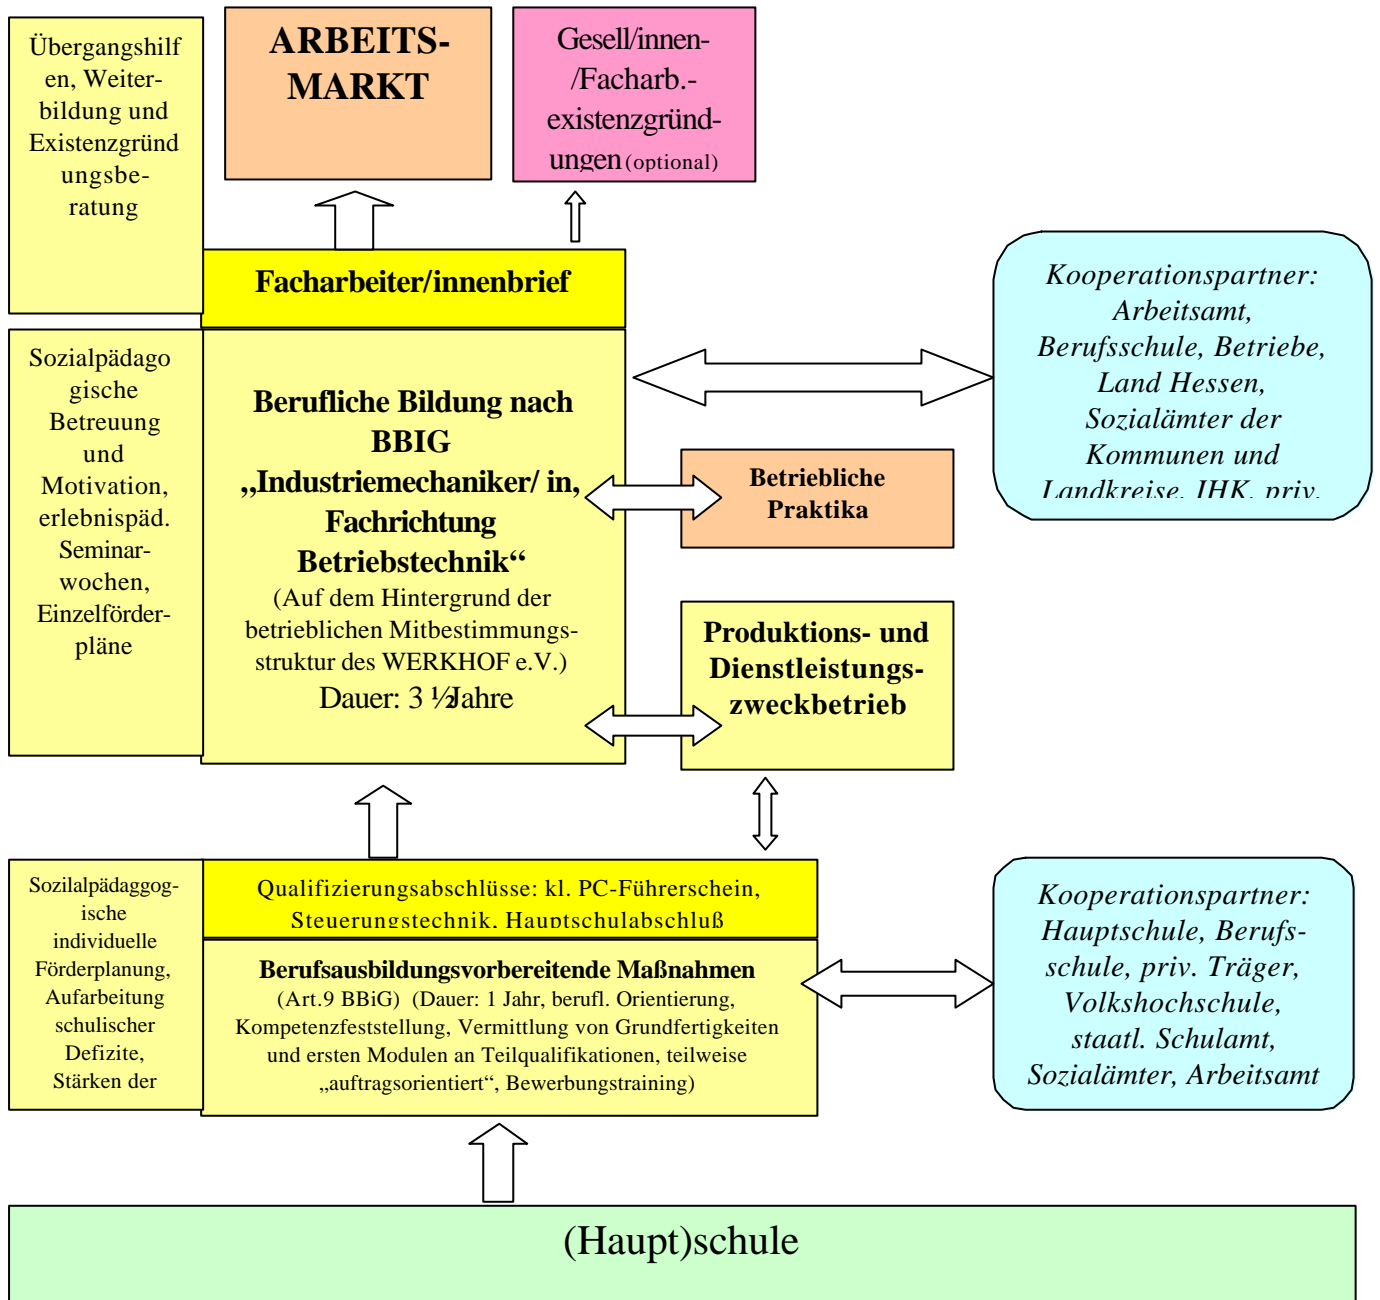 Übergangshilf
en, Weiter-
bildung und
Existenzgründ
ungsbe-
ratung
ARBEITS-
MARKT
Gesell/innen-
/Facharb.-
existenzgründ-
ungen (optional)
Facharbeiter/innenbrief
Sozialpädago
gische
Betreuung
und
Motivation,
erlebnispäd.
Seminar-
wochen,
Einzelförder-
pläne
Berufliche Bildung nach
BBIG
„Industriemechaniker/ in,
Fachrichtung
Betriebstechnik“
(Auf dem Hintergrund der
betrieblichen Mitbestimmungs-
struktur des WERKHOF e.V.)
Dauer: 3 ½Jahre
Kooperationspartner:
Arbeitsamt,
Berufsschule, Betriebe,
Land Hessen,
Sozialämter der
Kommunen und
Landkreise, IHK, priv.
Betriebliche
Praktika
Produktions- und
Dienstleistungs-
zweckbetrieb
Sozilalpädaggog-
ische
individuelle
Förderplanung,
Aufarbeitung
schulischer
Defizite,
Stärken der
Qualifizierungsabschlüsse: kl. PC-Führerschein,
Steuerungstechnik, Hauptschulabschluß
Berufsausbildungsvorbereitende Maßnahmen
(Art.9 BBiG) (Dauer: 1 Jahr, berufl. Orientierung,
Kompetenzfeststellung, Vermittlung von Grundfertigkeiten
und ersten Modulen an Teilqualifikationen, teilweise
„auftragsorientiert“, Bewerbungstraining)
Kooperationspartner:
Hauptschule, Berufs-
schule, priv. Träger,
Volkshochschule,
staatl. Schulamt,
Sozialämter, Arbeitsamt
(Haupt)schule